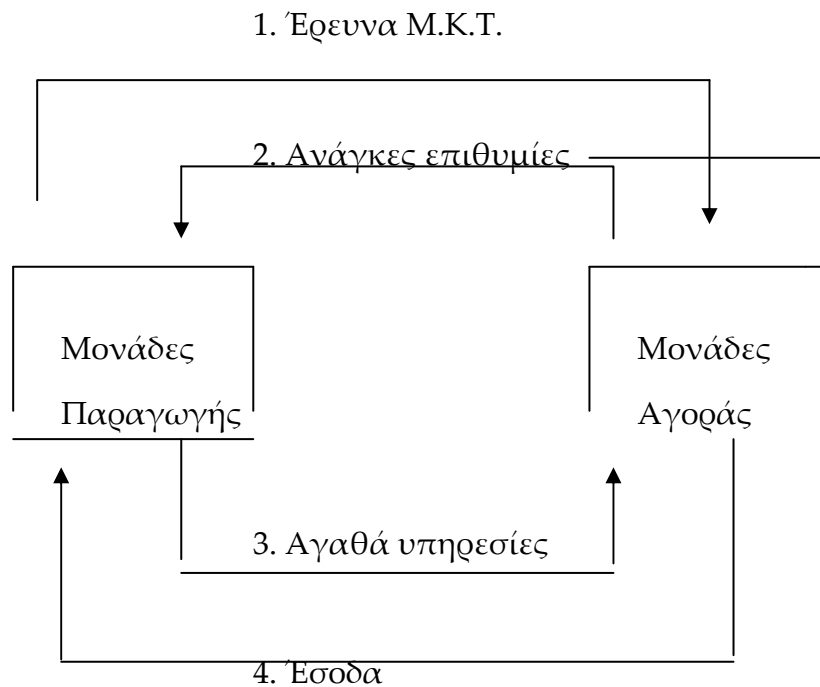 1. Έρευνα Μ.Κ.Τ.
2. Ανάγκες επιθυμίες
Μονάδες
Παραγωγής
Μονάδες
Αγοράς
3. Αγαθά υπηρεσίες
4. Έσοδα